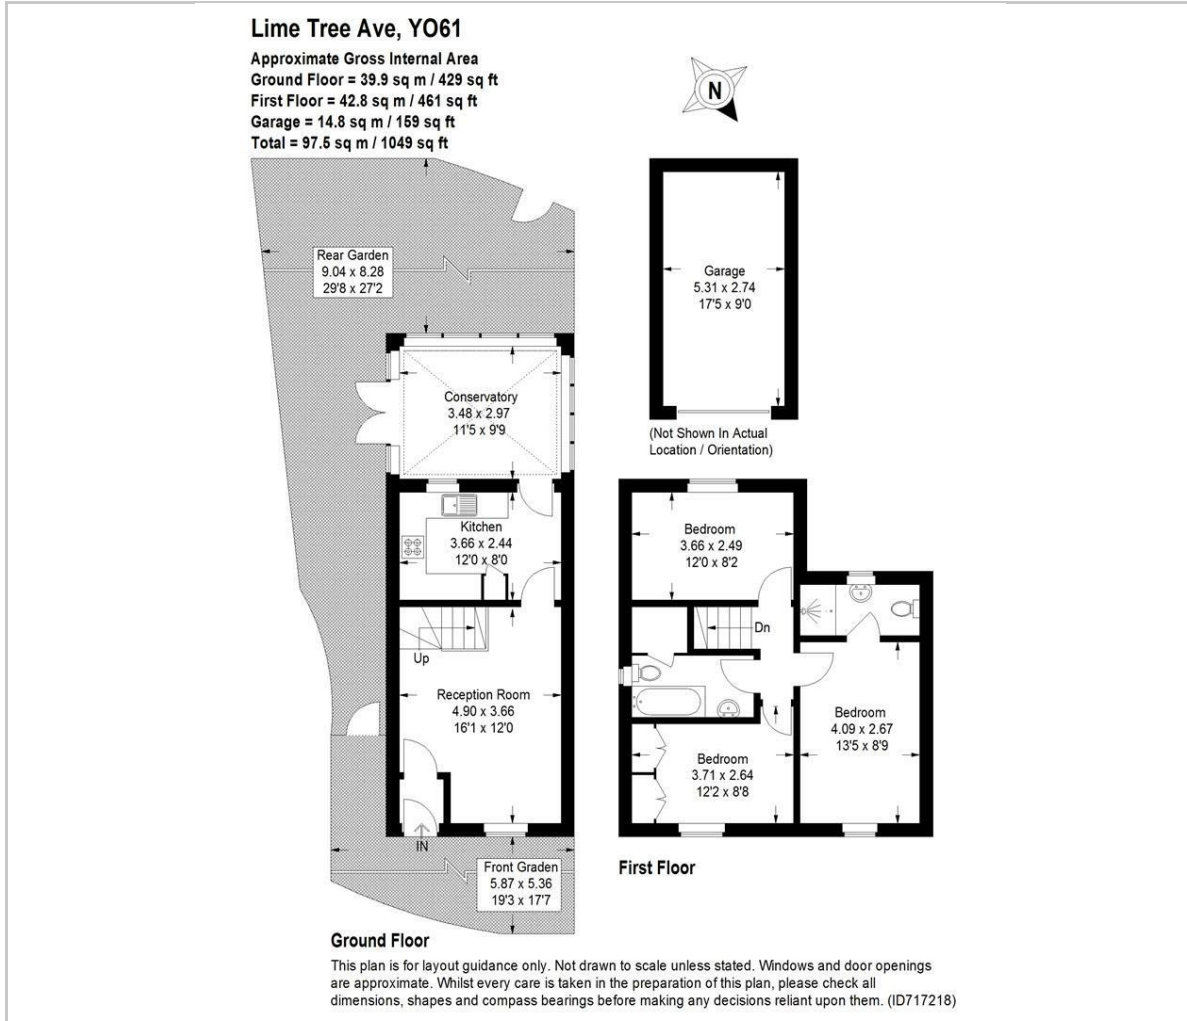 Lime Tree Ave, YO61
Approximate Gross Internal Area
Ground Floor = 39.9 sq m / 429 sq ft
First Floor = 42.8 sq m / 461 sq ft
Garage = 14.8 sq m / 159 sq ft
Total = 97.5 sq m / 1049 sq ft
N
Rear Garden
9.04 x 8.28
29'8 x 27'2
Garage
5.31 x 2.74
17'5 x 9'0
(Not Shown In Actual
Location / Orientation)
Conservatory
3.48 x 2.97
11'5 x 9'9
Kitchen
3.66 x 2.44
12'0 x 8'0
Up
Reception Room
4.90 x 3.66
16'1 x 12'0
IN
Front Graden
5.87 x 5.36
19'3 x 17'7
Ground Floor
Bedroom
3.66 x 2.49
12'0 x 8'2
Dn
Bedroom
4.09 x 2.67
13'5 x 8'9
Bedroom
3.71 x 2.64
12'2 x 8'8
First Floor
This plan is for layout guidance only. Not drawn to scale unless stated. Windows and door openings
are approximate. Whilst every care is taken in the preparation of this plan, please check all
dimensions, shapes and compass bearings before making any decisions reliant upon them. (ID717218)